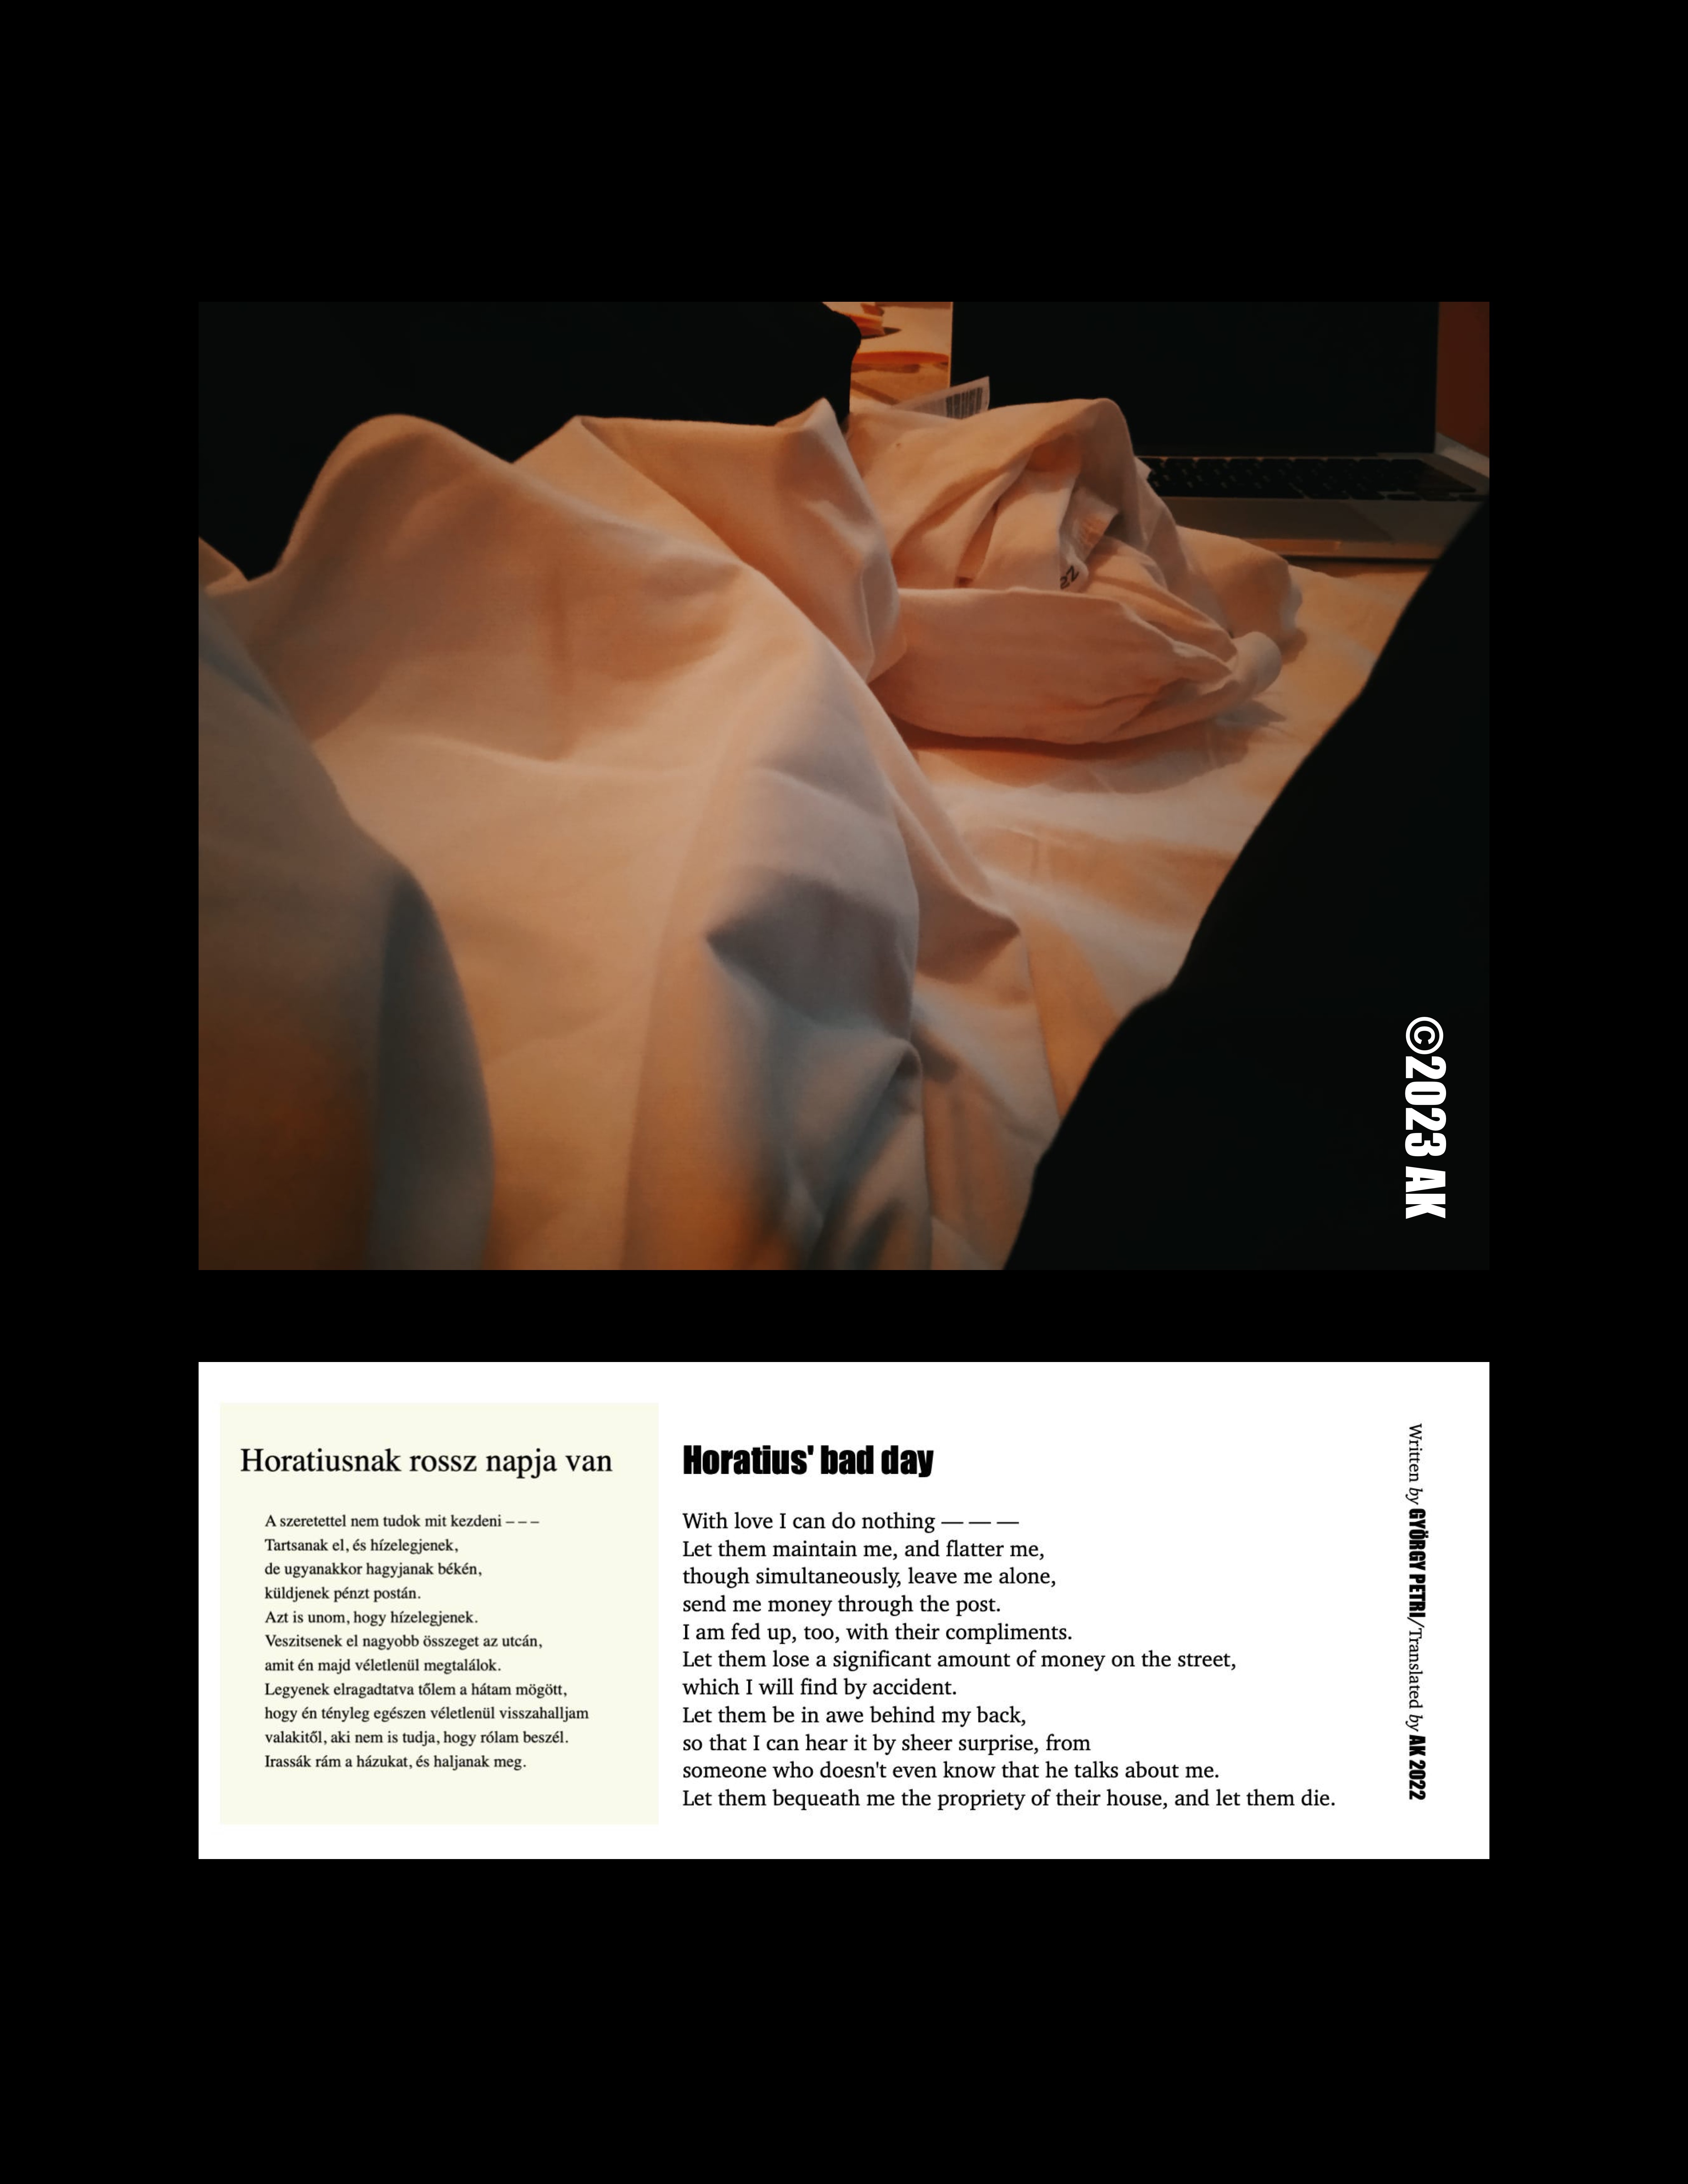 ©2023 AK
Horatiusnak rossz napja van
A szeretettel nem tudok mit kezdeni – – –
Tartsanak el, és hízelegjenek,
de ugyanakkor hagyjanak békén,
küldjenek pénzt postán.
Azt is unom, hogy hízelegjenek.
Veszitsenek el nagyobb összeget az utcán,
amit én majd véletlenül megtalálok.
Legyenek elragadtatva tőlem a hátam mögött,
hogy én tényleg egészen véletlenül visszahalljam
valakitől, aki nem is tudja, hogy rólam beszél.
Irassák rám a házukat, és haljanak meg.
Horatius' bad day
With love I can do nothing — — —
Let them maintain me, and flatter me,
though simultaneously, leave me alone,
send me money through the post.
I am fed up, too, with their compliments.
Let them lose a significant amount of money on the street,
which I will find by accident.
Let them be in awe behind my back,
so that I can hear it by sheer surprise, from
someone who doesn't even know that he talks about me.
Let them bequeath me the propriety of their house, and let them die.
Written by GYÖRGY PETRI/Translated by AK 2022